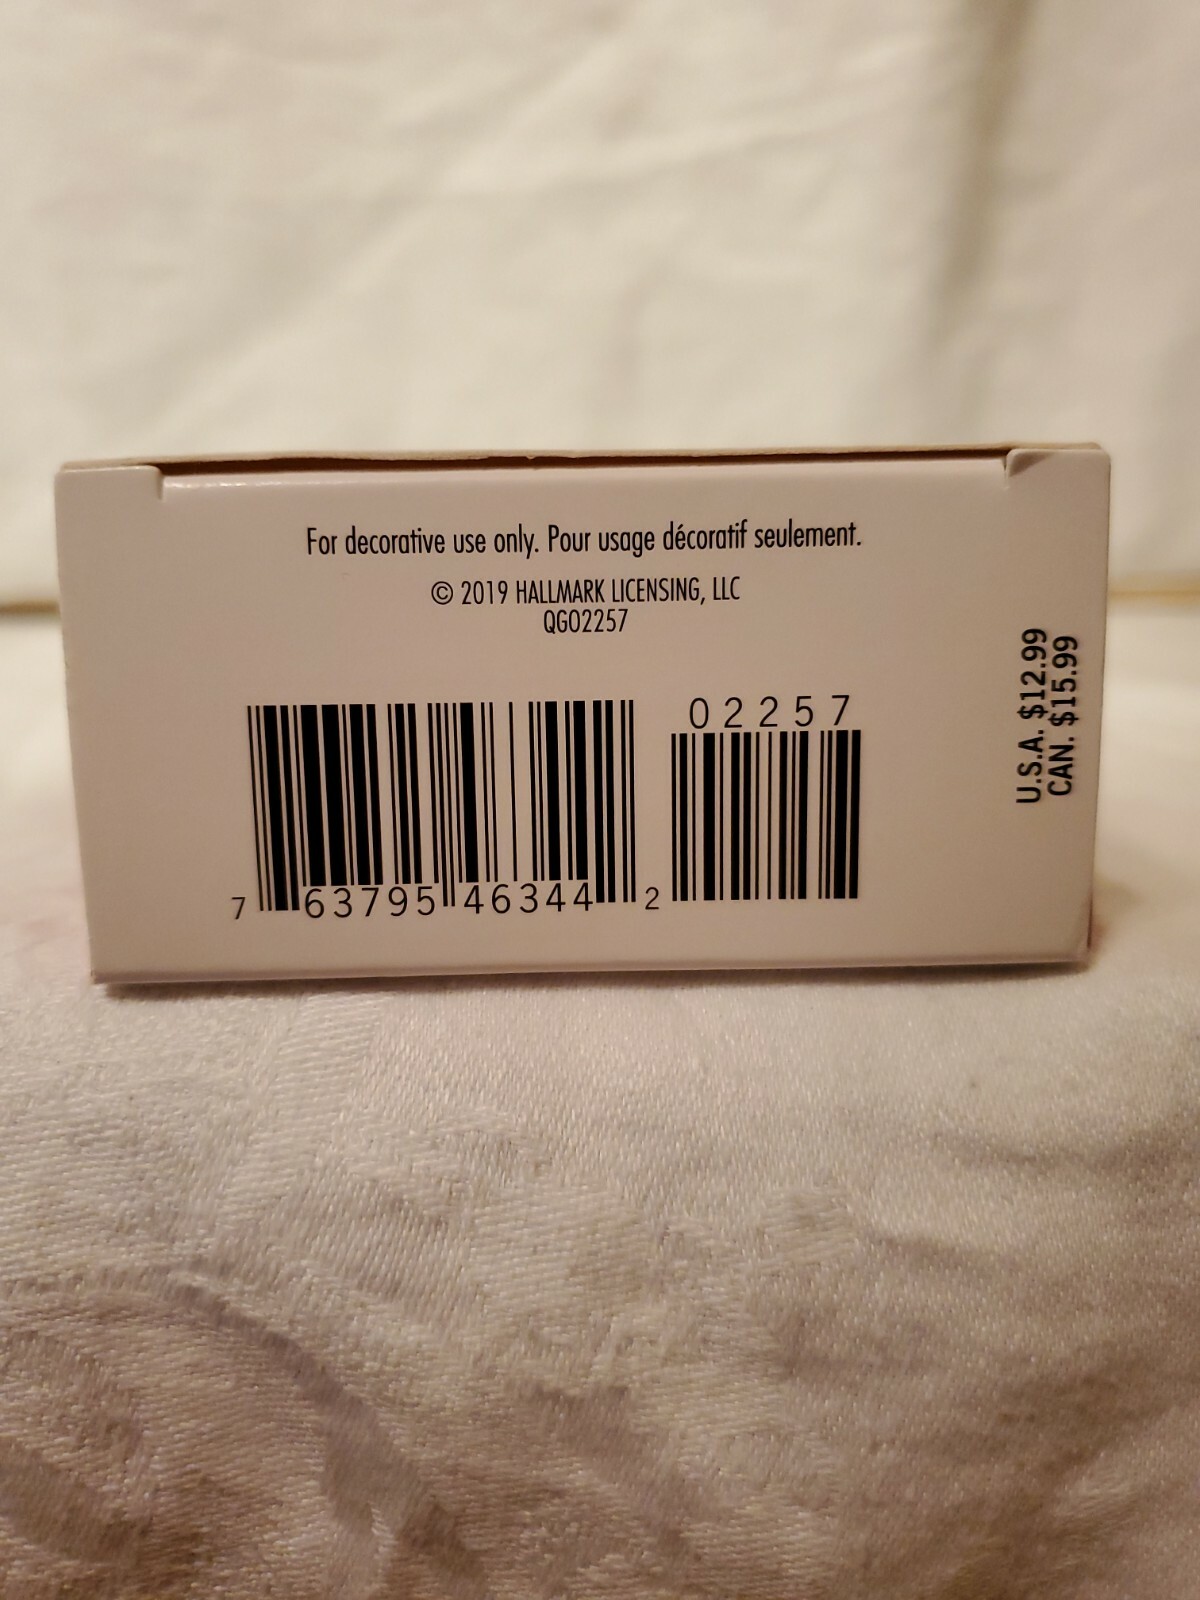 For decorative use only. Pour usage décoratif seulement.
© 2019 HALLMARK LICENSING, LLC
QGO2257
02257
7 63795 46344 2
U.S.A. $12.99
CAN. $15.99